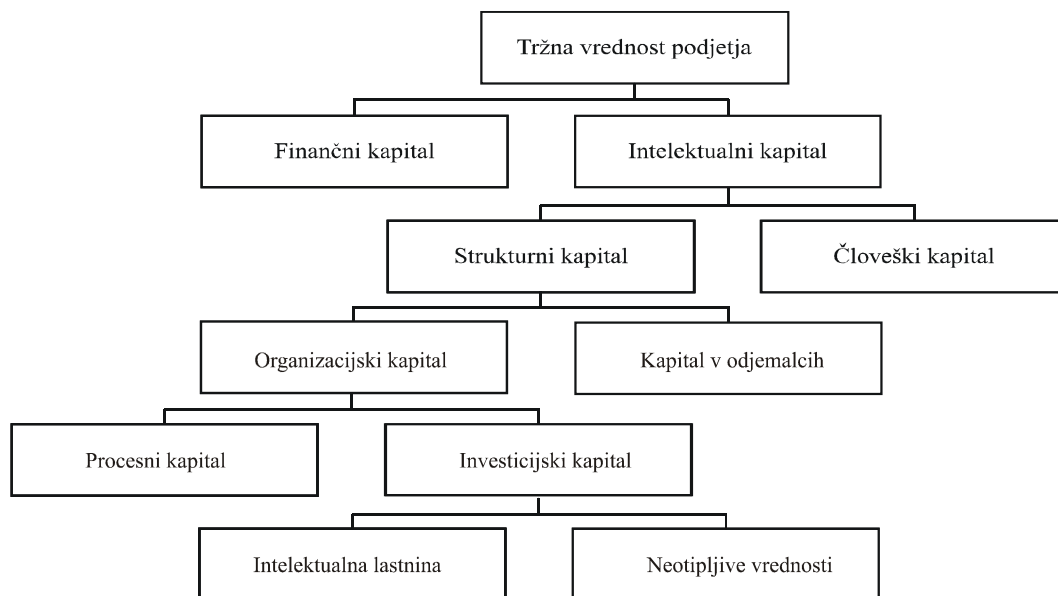 Tržna vrednost podjetja
Finančni kapital
Intelektualni kapital
Strukturni kapital
Človeški kapital
Organizacijski kapital
Kapital v odjemalcih
Procesni kapital
Investicijski kapital
Intelektualna lastnina
Neotipljive vrednosti